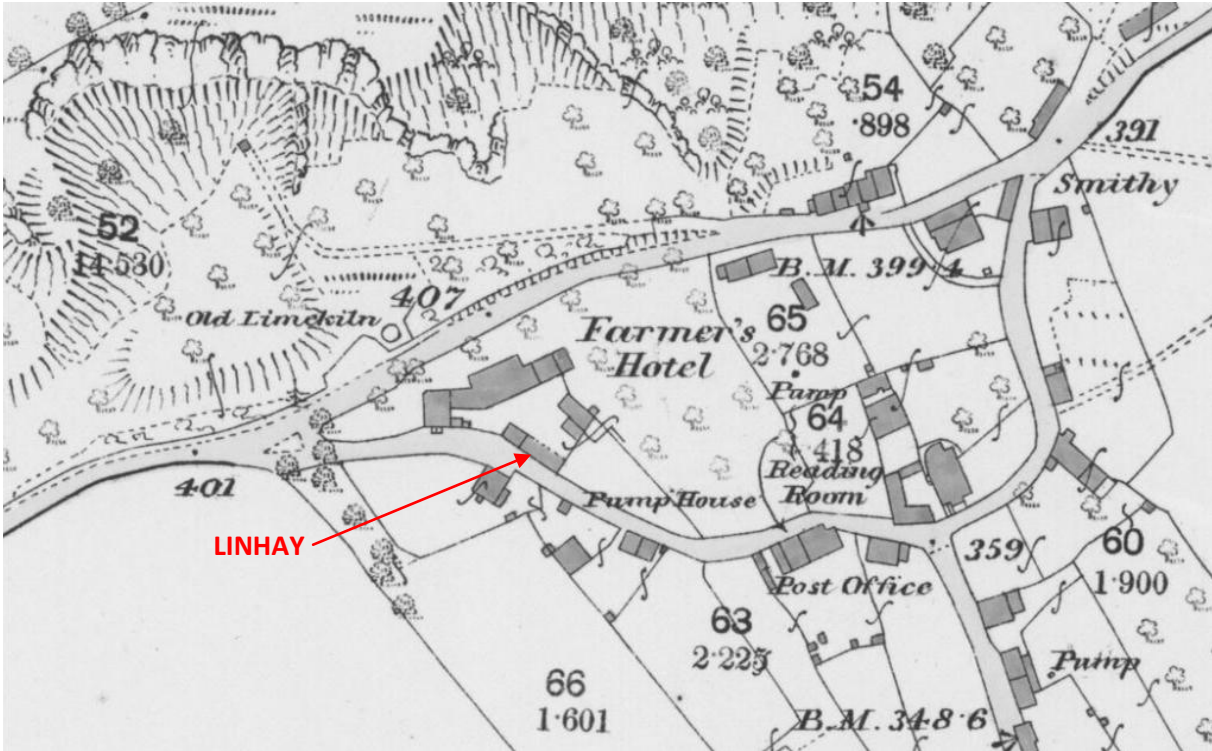 54
·898
391
Smithy
52
14·530
B.M. 399·4
407
Old Limekiln
Farmer's
Hotel
65
2·768
Pump
64
·418
Reading
Room
401
Pump House
LINHAY
359
60
1·900
Post Office
63
2·225
66
1·601
Pump
B.M. 348·6